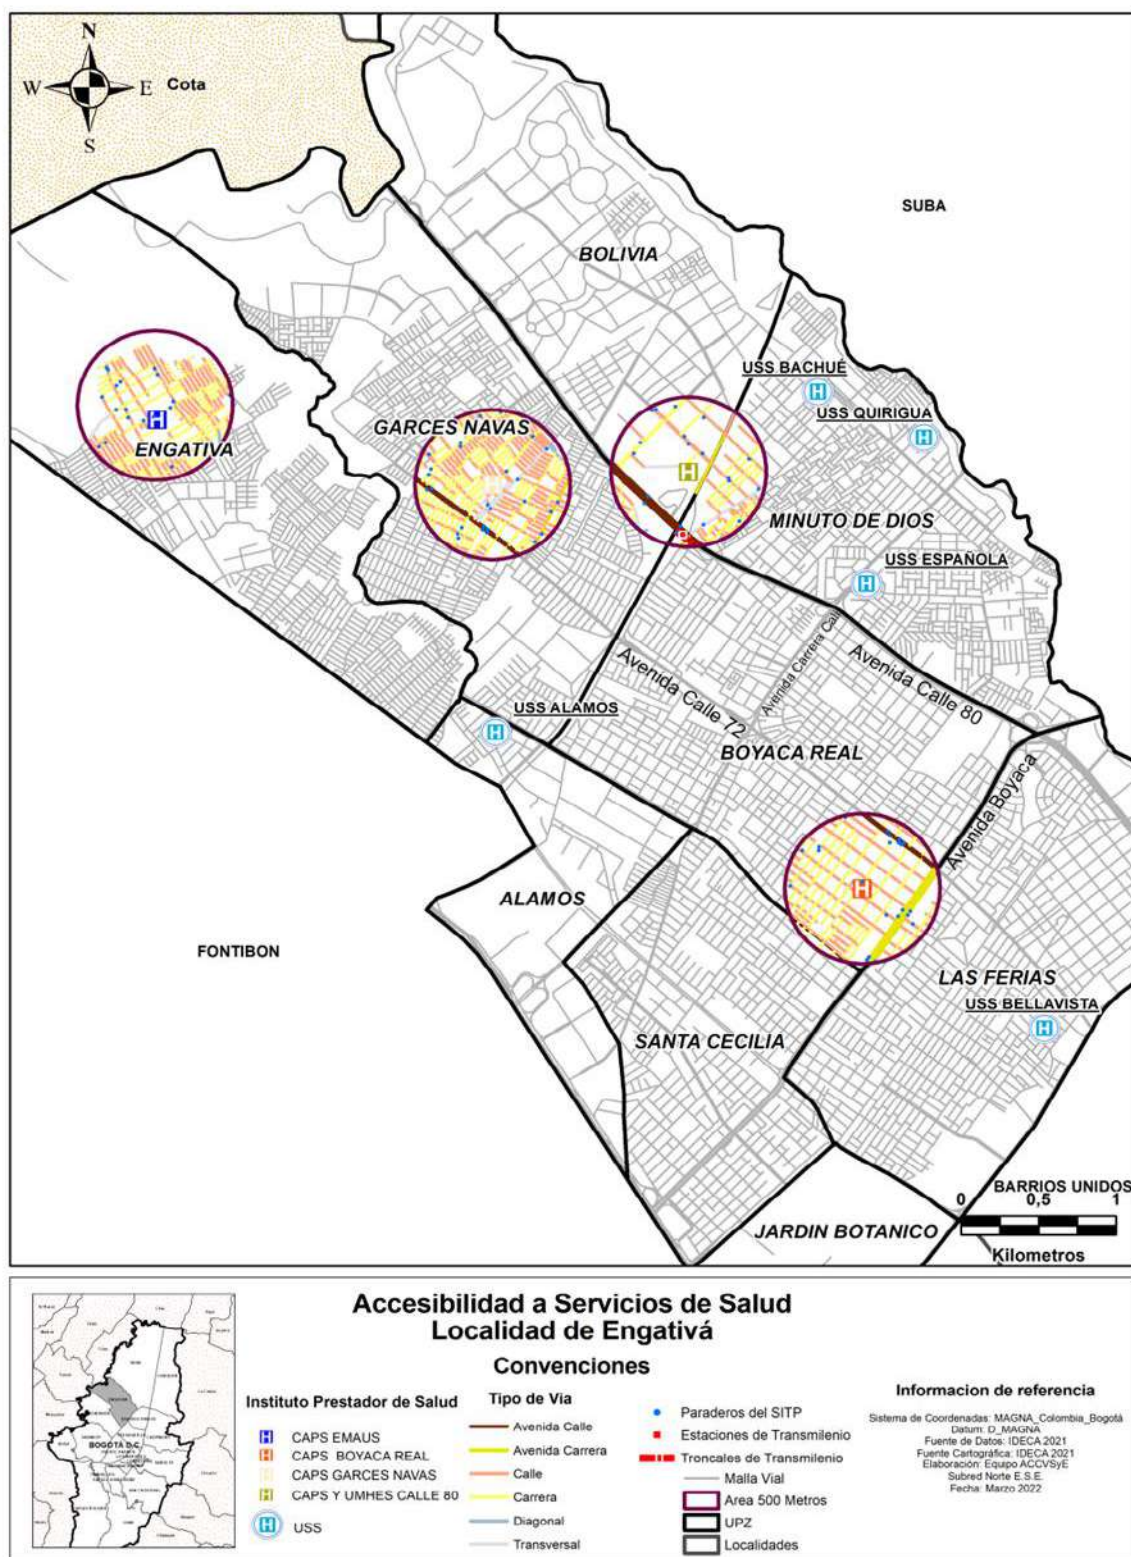 N
W E
S
Cota
SUBA
BOLIVIA
USS BACHUÉ
USS QUIRIGUA
GARCES NAVAS
ENGATIVA
MINUTO DE DIOS
USS ESPAÑOLA
Avenida Carrera Call
Avenida Calle 80
Avenida Calle 72
USS ALAMOS
BOYACA REAL
Avenida Boyaca
ALAMOS
FONTIBON
LAS FERIAS
USS BELLAVISTA
SANTA CECILIA
BARRIOS UNIDOS
0 0,5 1
Kilometros
JARDIN BOTANICO
Accesibilidad a Servicios de Salud
Localidad de Engativá
Convenciones
Instituto Prestador de Salud
CAPS EMAUS
CAPS BOYACA REAL
CAPS GARCES NAVAS
CAPS Y UMHES CALLE 80
USS
Tipo de Via
Avenida Calle
Avenida Carrera
Calle
Carrera
Diagonal
Transversal
Paraderos del SITP
Estaciones de Transmilenio
Troncales de Transmilenio
Malla Vial
Area 500 Metros
UPZ
Localidades
Informacion de referencia
Sistema de Coordenadas: MAGNA_Colombia_Bogotá
Datum: D_MAGNA
Fuente de Datos: IDECA 2021
Fuente Cartográfica: IDECA 2021
Elaboración: Equipo ACCVSyE
Subred Norte E.S.E.
Fecha: Marzo 2022
BOGOTÁ D.C.